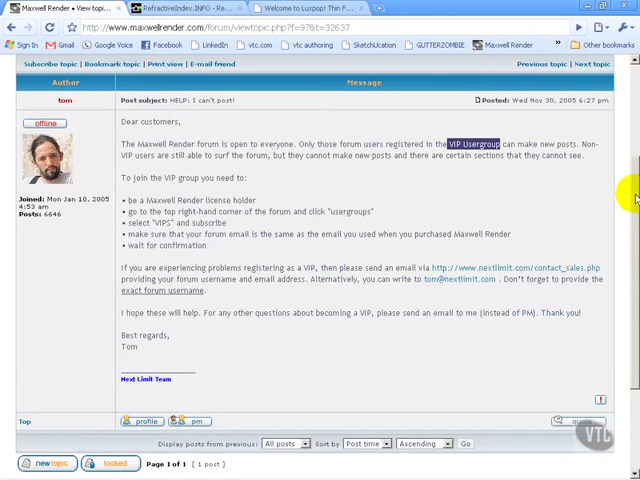 Maxwell Render • View topi...
RefractiveIndex.INFO - Re...
Welcome to Luxpop! Thin F...
http://www.maxwellrender.com/forum/viewtopic.php?f=97&t=32637
Sign In
Gmail
Google Voice
Facebook
LinkedIn
vtc.com
vtc authoring
SketchUcation
GUTTERZOMBIE
Maxwell Render
Other bookmarks
Subscribe topic | Bookmark topic | Print view | E-mail friend
Previous topic | Next topic
Author
Message
tom
Post subject: HELP: I can't post!
Posted: Wed Nov 30, 2005 6:27 pm
offline
Joined: Mon Jan 10, 2005
4:53 am
Posts: 6646
Dear customers,
The Maxwell Render forum is open to everyone. Only those forum users registered in the VIP Usergroup can make new posts. Non-
VIP users are still able to surf the forum, but they cannot make new posts and there are certain sections that they cannot see.
To join the VIP group you need to:
• be a Maxwell Render license holder
• go to the top right-hand corner of the forum and click "usergroups"
• select "VIPS" and subscribe
• make sure that your forum email is the same as the email you used when you purchased Maxwell Render
• wait for confirmation
If you are experiencing problems registering as a VIP, then please send an email via http://www.nextlimit.com/contact_sales.php
providing your forum username and email address. Alternatively, you can write to tom@nextlimit.com . Don't forget to provide the
exact forum username.
I hope these will help. For any other questions about becoming a VIP, please send an email to me (instead of PM). Thank you!
Best regards,
Tom
Next Limit Team
Top
profile
pm
quote
Display posts from previous: All posts Sort by Post time Ascending Go
new topic
locked
Page 1 of 1 [ 1 post ]
VTC